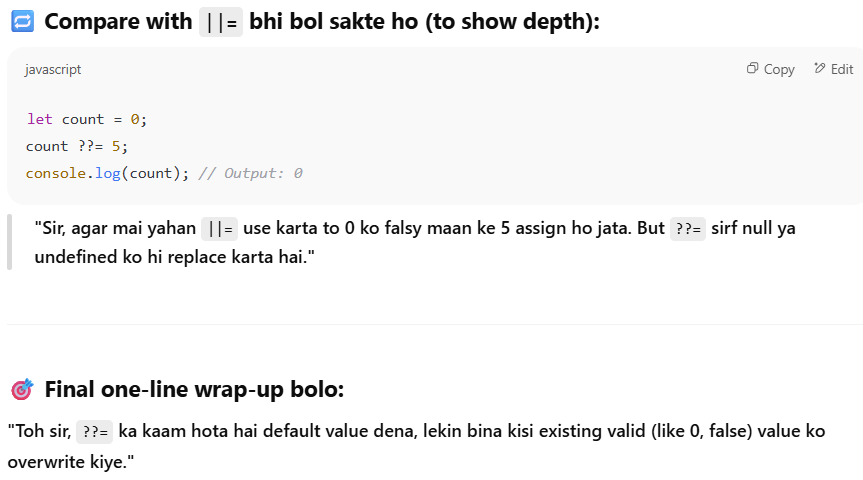 🔁 Compare with ||= bhi bol sakte ho (to show depth):
javascript Copy Edit
let count = 0;
count ??= 5;
console.log(count); // Output: 0
"Sir, agar mai yahan ||= use karta to 0 ko falsy maan ke 5 assign ho jata. But ??= sirf null ya
undefined ko hi replace karta hai."
🎯 Final one-line wrap-up bolo:
"Toh sir, ??= ka kaam hota hai default value dena, lekin bina kisi existing valid (like 0, false) value ko
overwrite kiye."